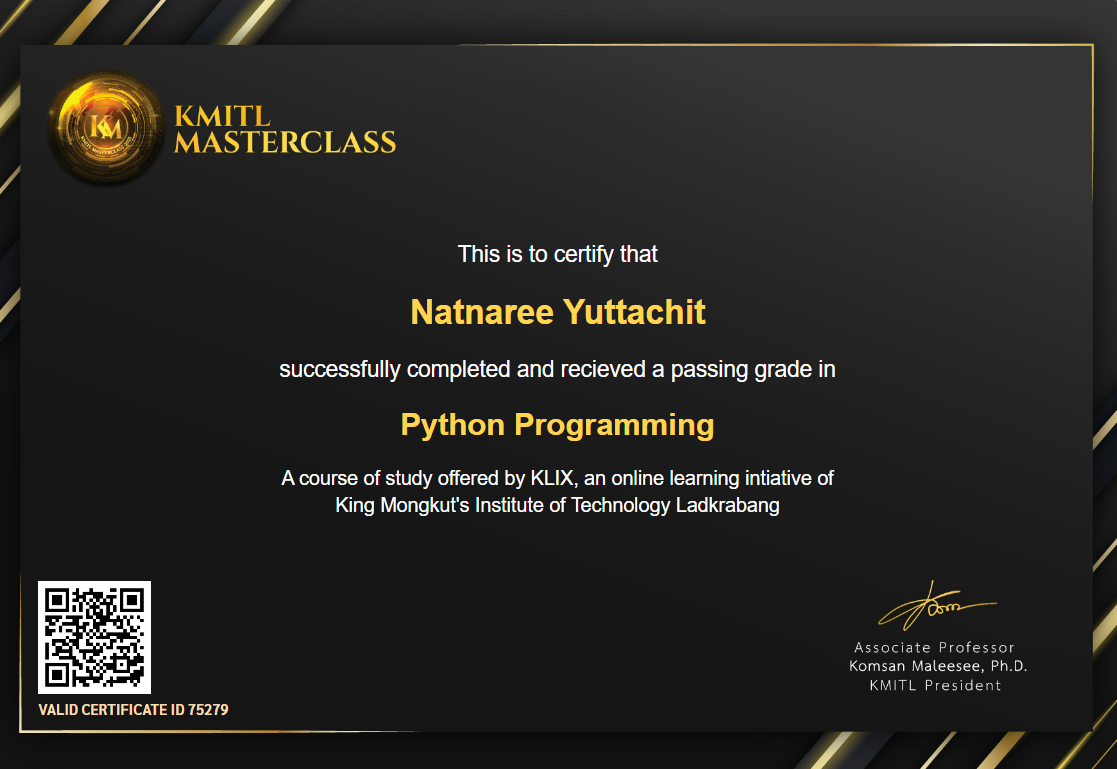 KMITL
MASTERCLASS
KM
This is to certify that
Natnaree Yuttachit
successfully completed and recieved a passing grade in
Python Programming
A course of study offered by KLIX, an online learning intiative of
King Mongkut's Institute of Technology Ladkrabang
Associate Professor
Komsan Maleesee, Ph.D.
KMITL President
VALID CERTIFICATE ID 75279